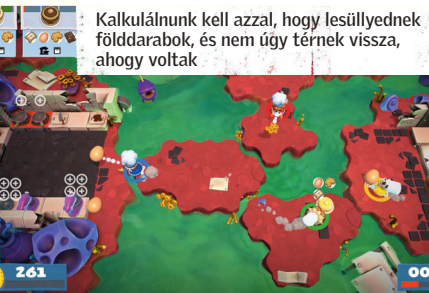 Kalkulálnunk kell azzal, hogy lesüllyednek
földdarabok, és nem úgy térnek vissza,
ahogy voltak
261
00